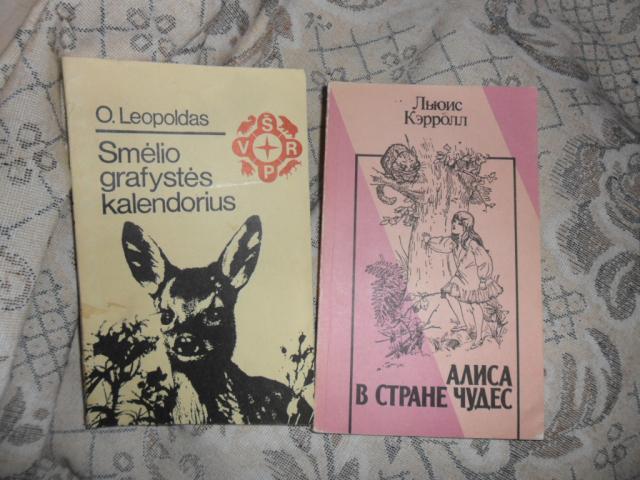 O. Leopoldas
Smėlio
grafystės
kalendorius
Š
V R
P
Льюис
Кэрролл
АЛИСА
В СТРАНЕ ЧУДЕС